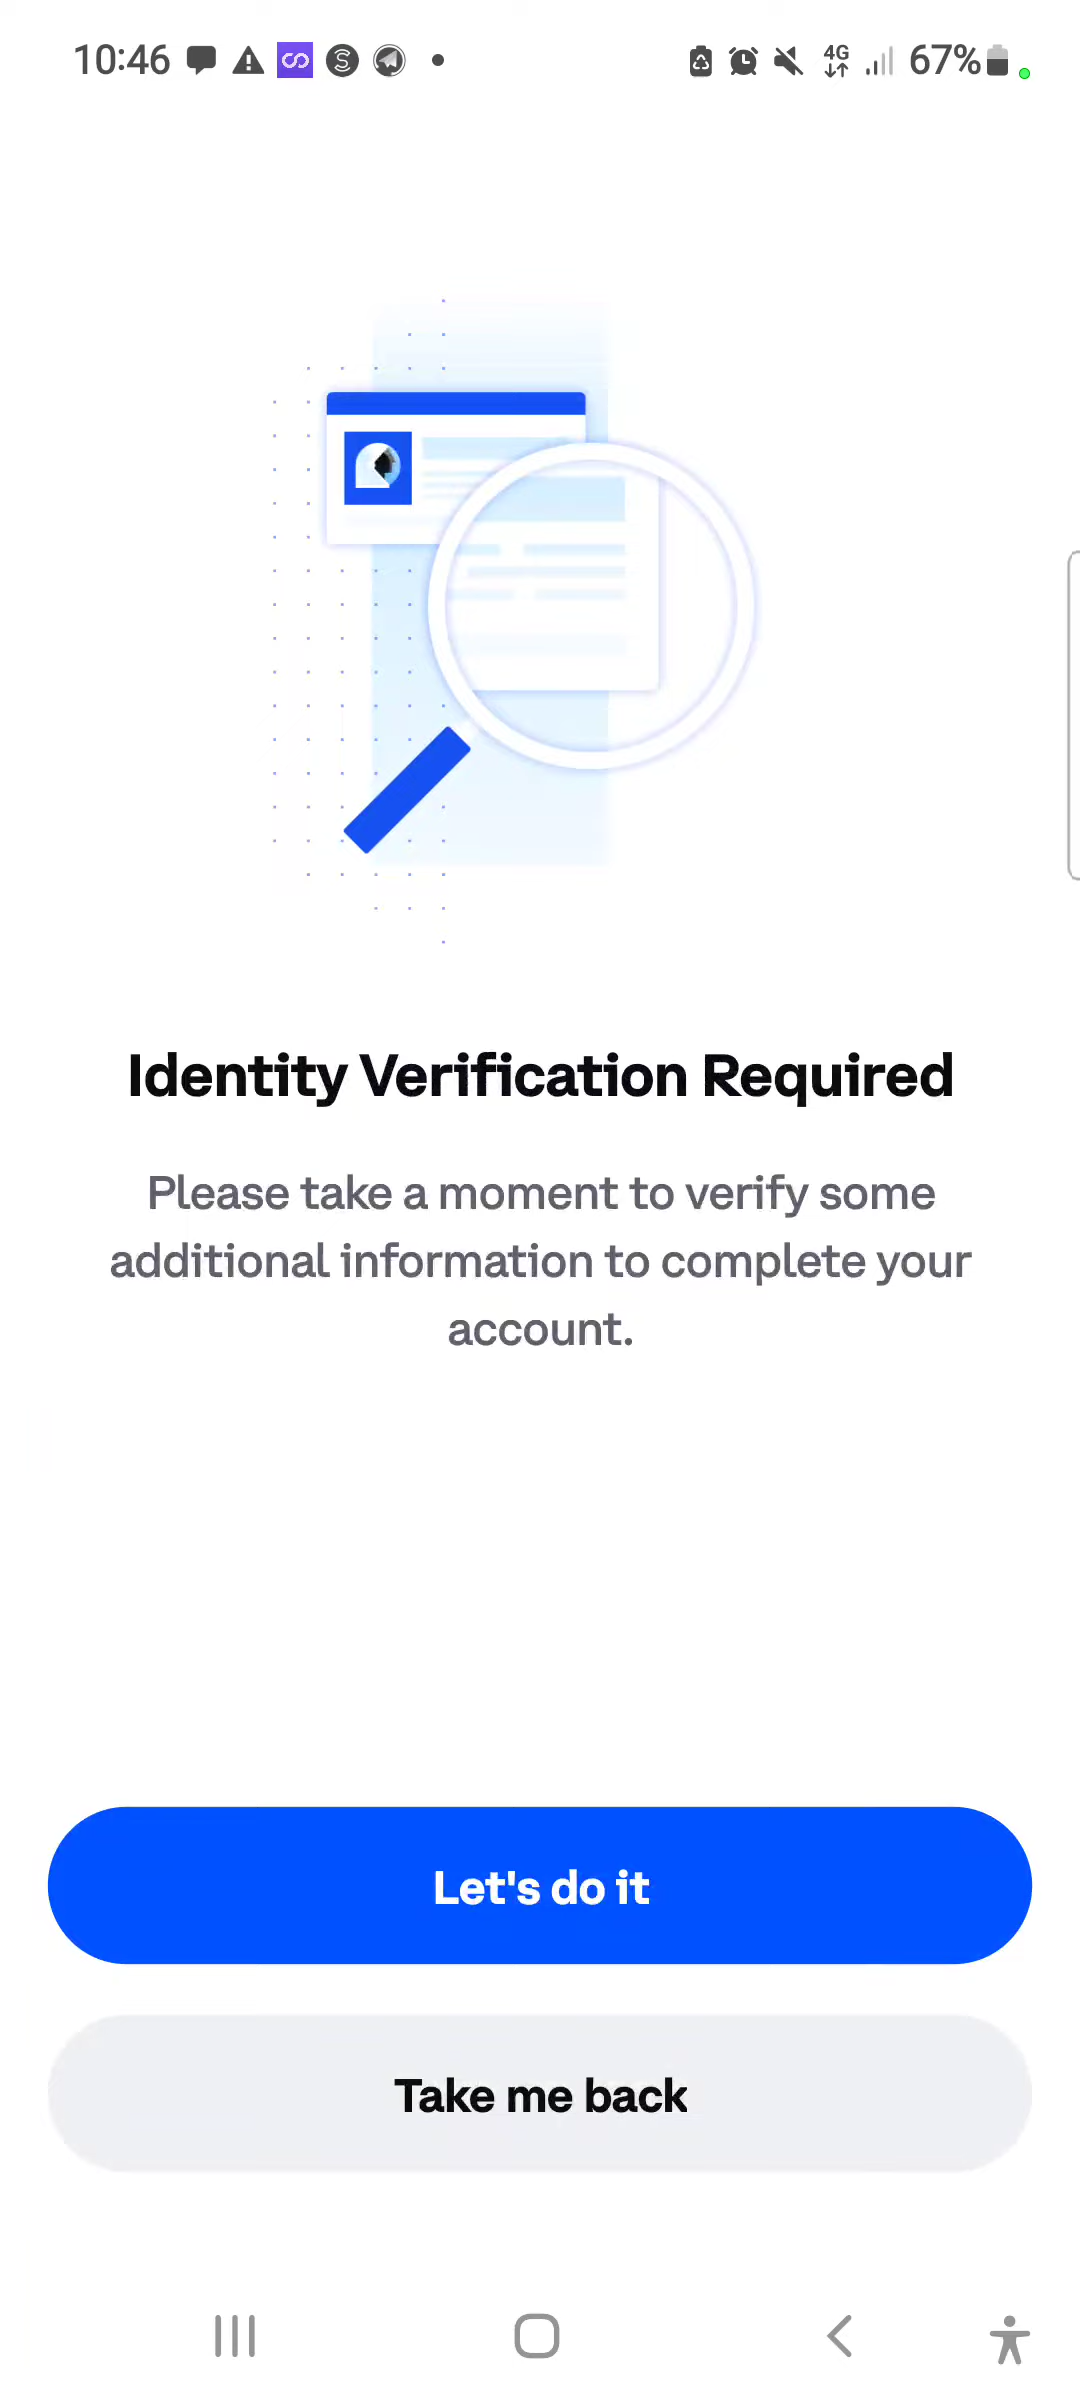 10:46 4G 67%
Identity Verification Required
Please take a moment to verify some
additional information to complete your
account.
Let's do it
Take me back